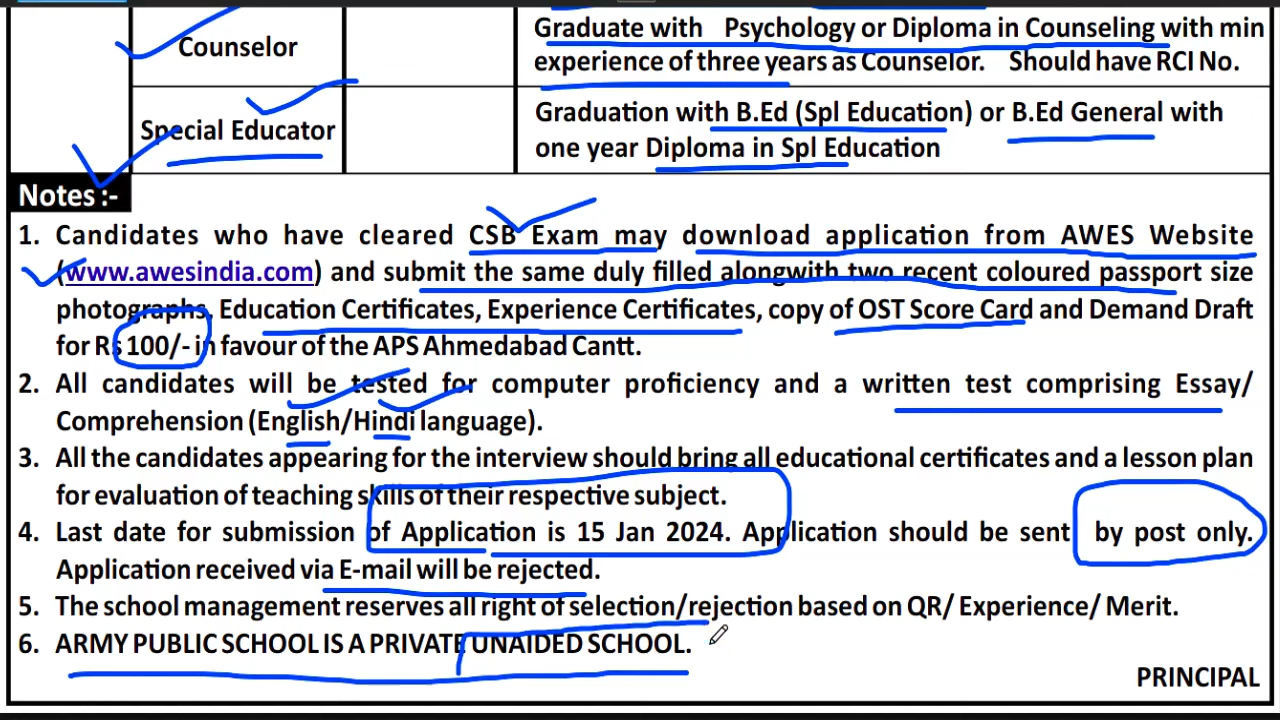 Graduate with Psychology or Diploma in Counseling with min
Counselor
experience of three years as Counselor. Should have RCI No.
Graduation with B.Ed (Spl Education) or B.Ed General with
Special Educator
one year Diploma in Spl Education
Notes :-
1. Candidates who have cleared CSB Exam may download application from AWES Website
(www.awesindia.com) and submit the same duly filled alongwith two recent coloured passport size
photographs, Education Certificates, Experience Certificates, copy of OST Score Card and Demand Draft
for Rs 100/- in favour of the APS Ahmedabad Cantt.
2. All candidates will be tested for computer proficiency and a written test comprising Essay/
Comprehension (English/Hindi language).
3. All the candidates appearing for the interview should bring all educational certificates and a lesson plan
for evaluation of teaching skills of their respective subject.
4. Last date for submission of Application is 15 Jan 2024. Application should be sent by post only.
Application received via E-mail will be rejected.
5. The school management reserves all right of selection/rejection based on QR/ Experience/ Merit.
6. ARMY PUBLIC SCHOOL IS A PRIVATE UNAIDED SCHOOL.
PRINCIPAL